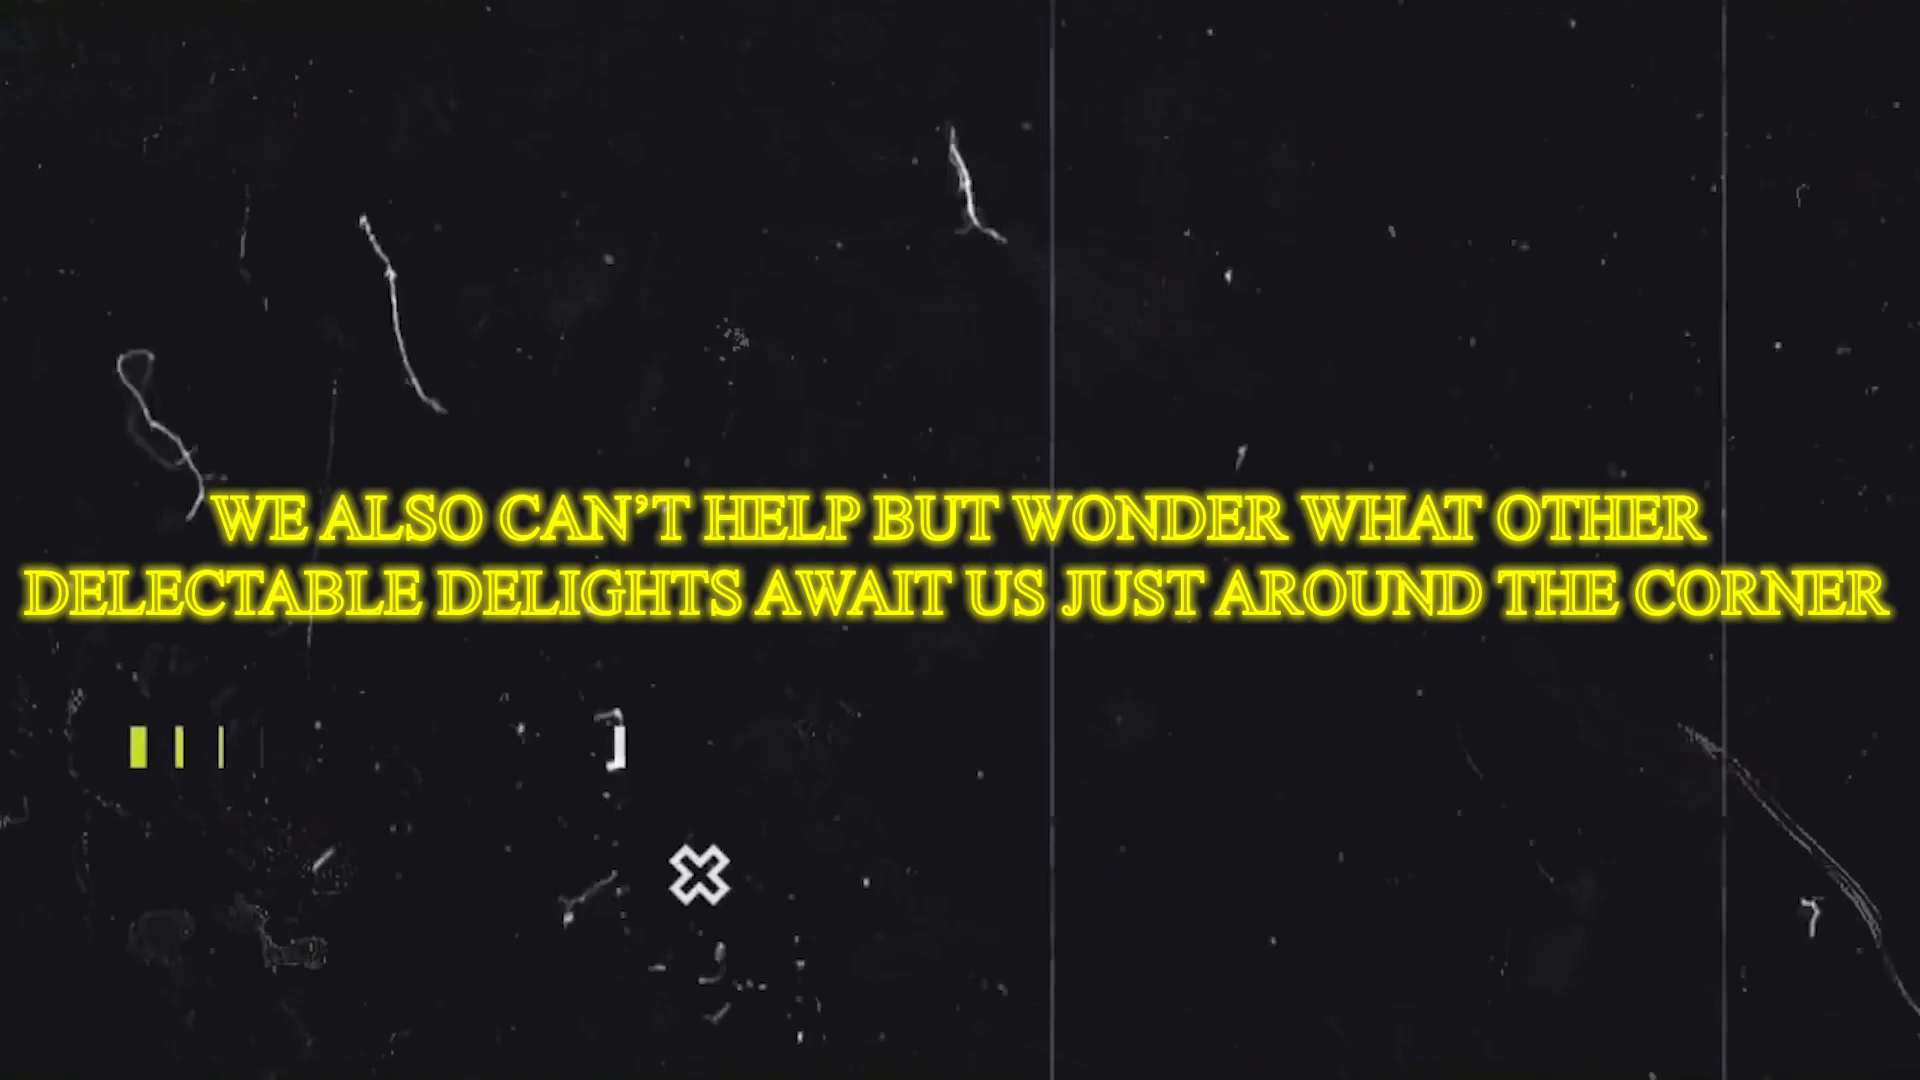 WE ALSO CAN’T HELP BUT WONDER WHAT OTHER
DELECTABLE DELIGHTS AWAIT US JUST AROUND THE CORNER